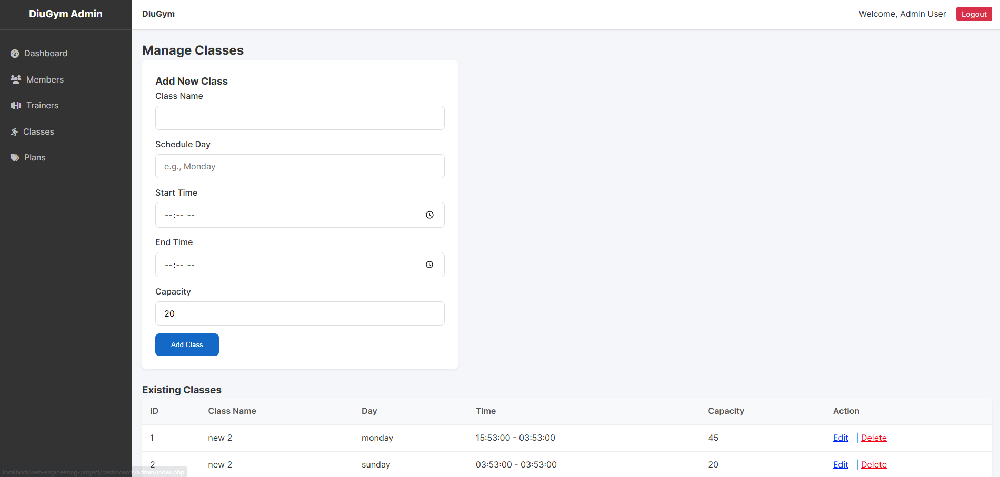 DiuGym Admin
DiuGym
Welcome, Admin User
Logout
Dashboard
Members
Trainers
Classes
Plans
Manage Classes
Add New Class
Class Name
Schedule Day
e.g., Monday
Start Time
--:-- --
End Time
--:-- --
Capacity
20
Add Class
Existing Classes
ID Class Name Day Time Capacity Action
1 new 2 monday 15:53:00 - 03:53:00 45 Edit | Delete
2 new 2 sunday 03:53:00 - 03:53:00 20 Edit | Delete
localhost/web-engineering-project/dashboards/admin/index.php